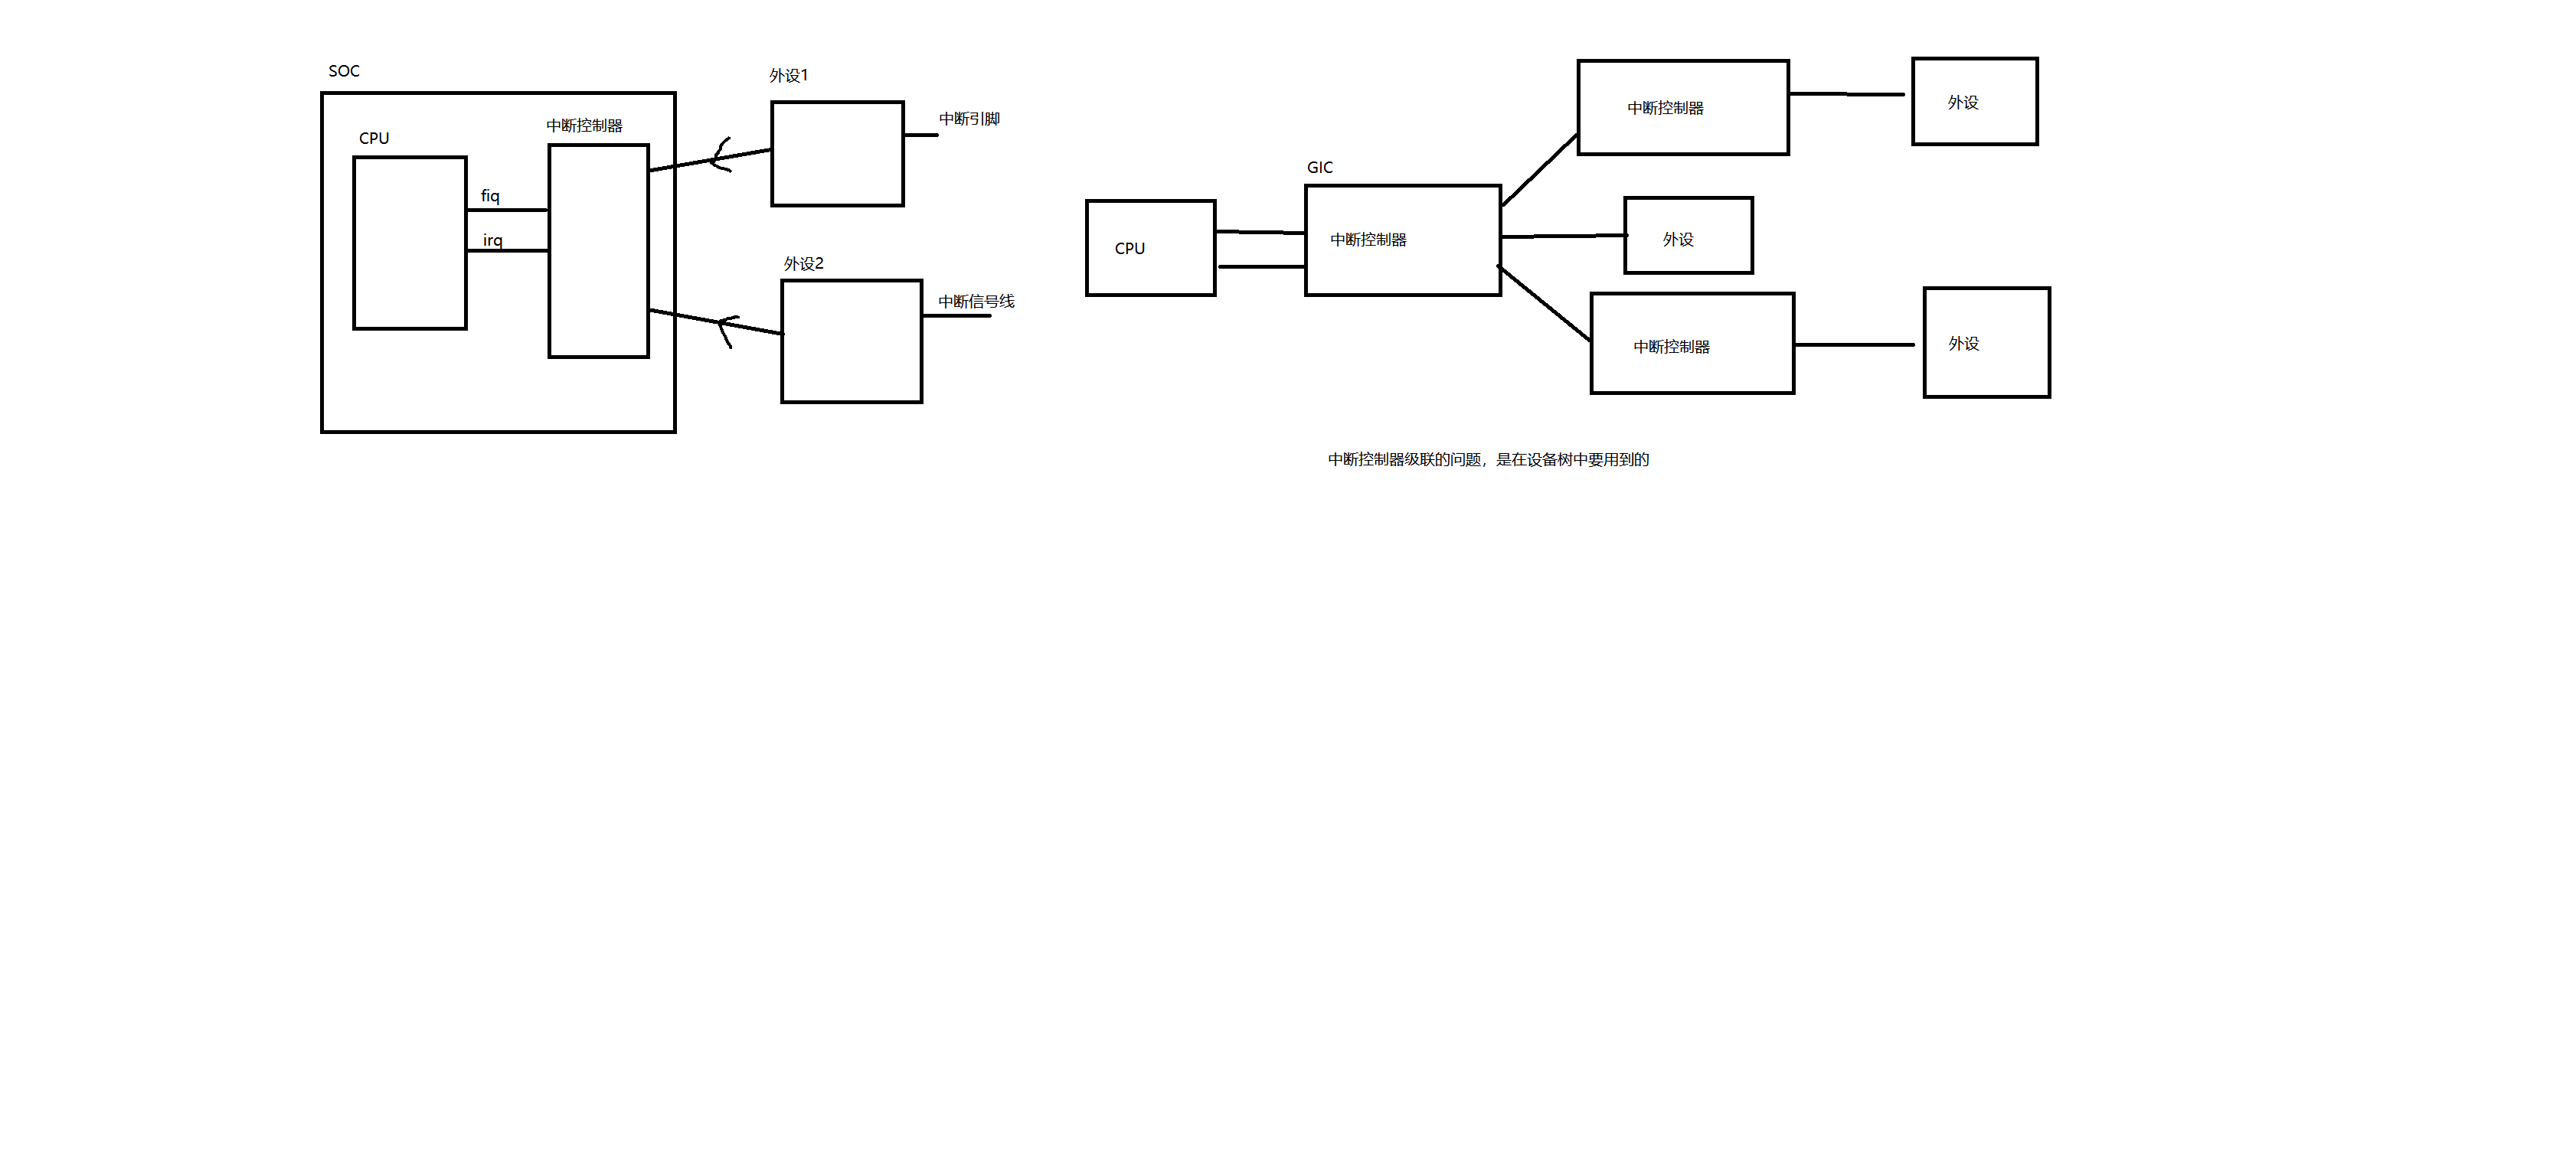 SOC
CPU
中断控制器
fiq
irq
外设1
中断引脚
外设2
中断信号线
GIC
CPU
中断控制器
中断控制器
外设
外设
中断控制器
外设
中断控制器级联的问题，是在设备树中要用到的